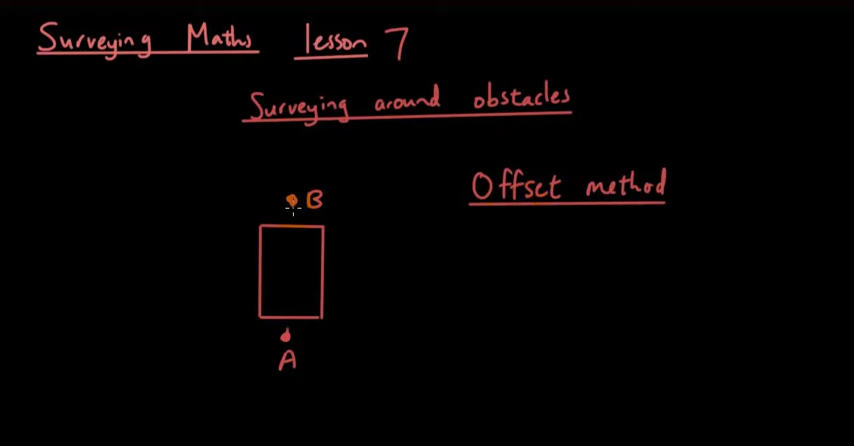 Surveying Maths lesson 7
Surveying around obstacles
Offset method
B
A